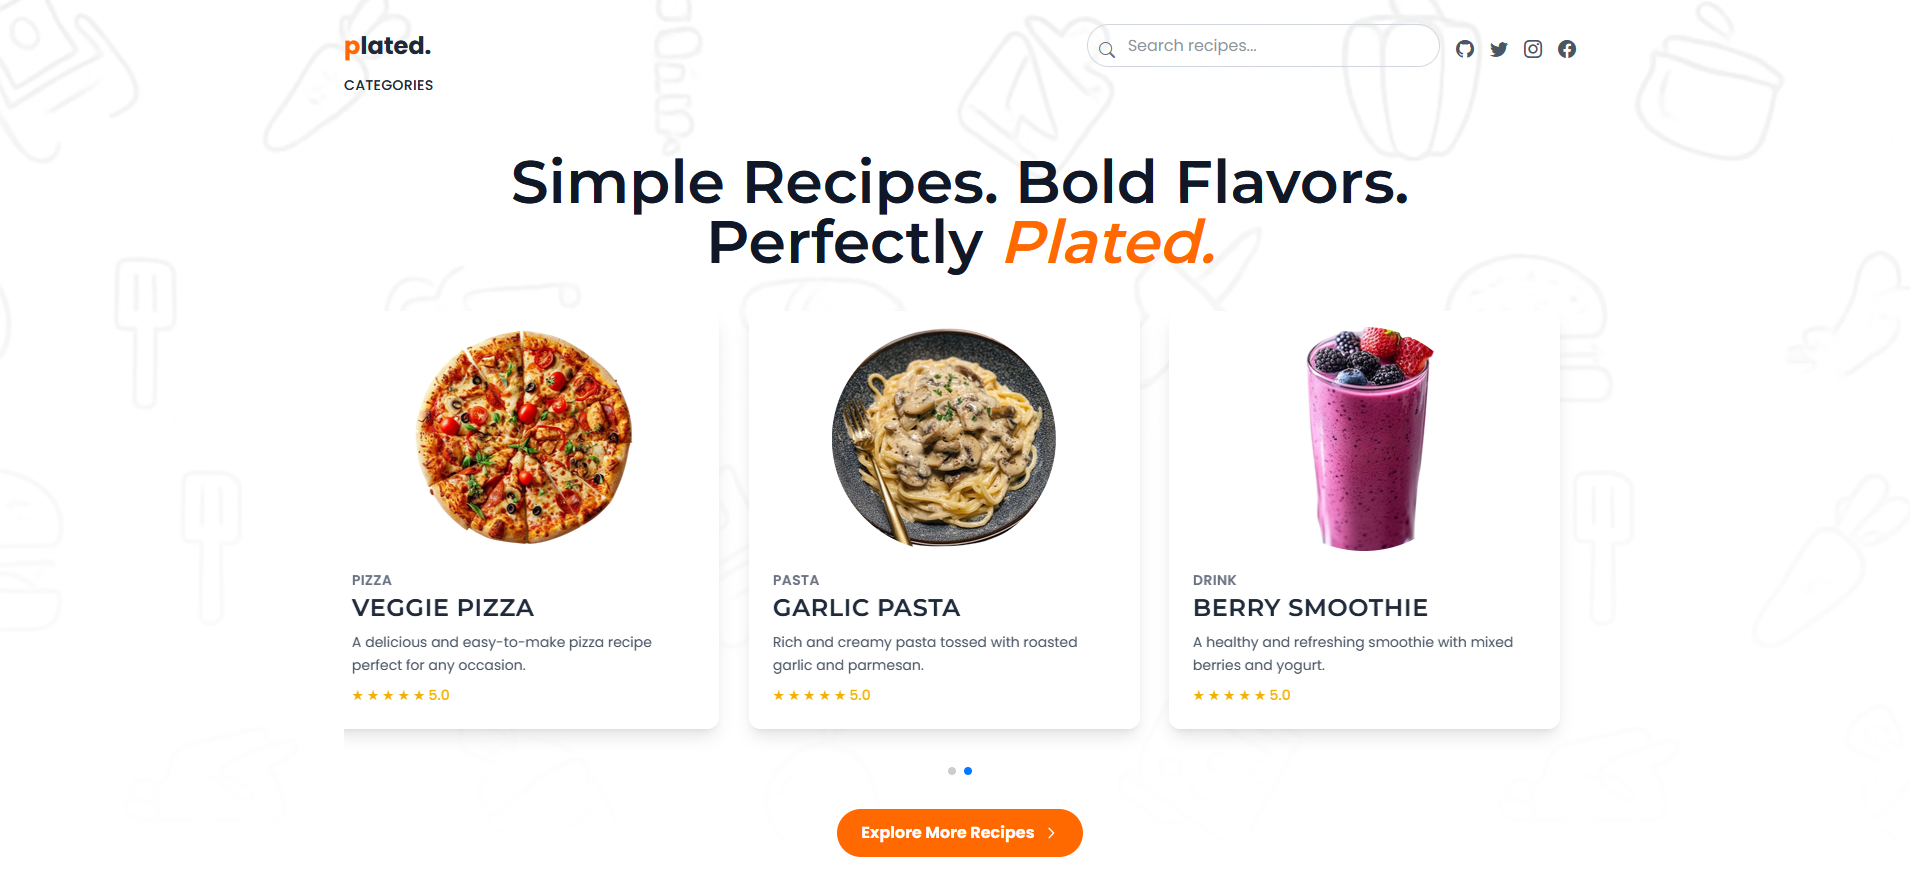 plated.
Search recipes...
CATEGORIES
Simple Recipes. Bold Flavors.
Perfectly Plated.
PIZZA
VEGGIE PIZZA
A delicious and easy-to-make pizza recipe
perfect for any occasion.
★ ★ ★ ★ ★ 5.0
PASTA
GARLIC PASTA
Rich and creamy pasta tossed with roasted
garlic and parmesan.
★ ★ ★ ★ ★ 5.0
DRINK
BERRY SMOOTHIE
A healthy and refreshing smoothie with mixed
berries and yogurt.
★ ★ ★ ★ ★ 5.0
Explore More Recipes